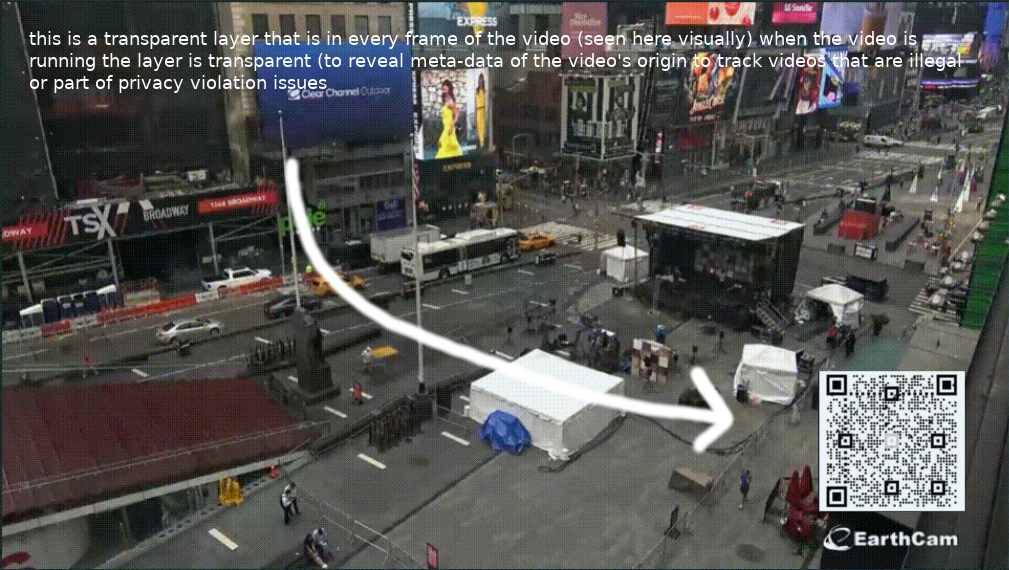 this is a transparent layer that is in every frame of the video (seen here visually) when the video is
running the layer is transparent (to reveal meta-data of the video's origin to track videos that are illegal
or part of privacy violation issues
EXPRESS
Clear Channel Outdoor
EXPRESS
TSX
BROADWAY
1568 BROADWAY
DWAY
EarthCam